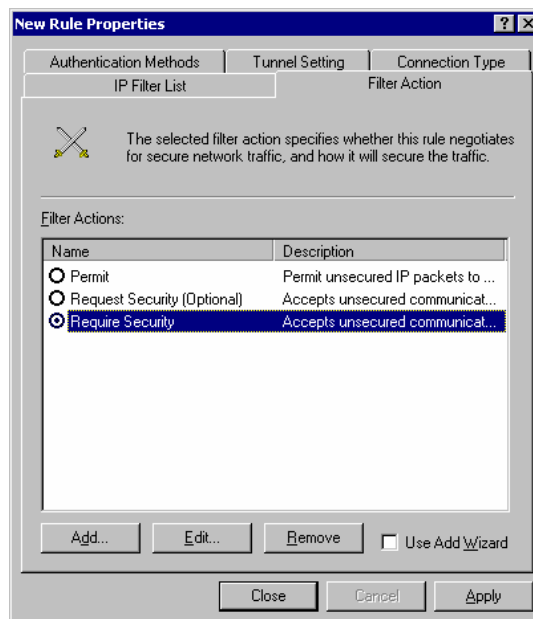 New Rule Properties
Authentication Methods Tunnel Setting Connection Type
IP Filter List Filter Action
The selected filter action specifies whether this rule negotiates
for secure network traffic, and how it will secure the traffic.
Filter Actions:
Name Description
Permit Permit unsecured IP packets to ...
Request Security (Optional) Accepts unsecured communicat...
Require Security Accepts unsecured communicat...
Add... Edit... Remove Use Add Wizard
Close Cancel Apply